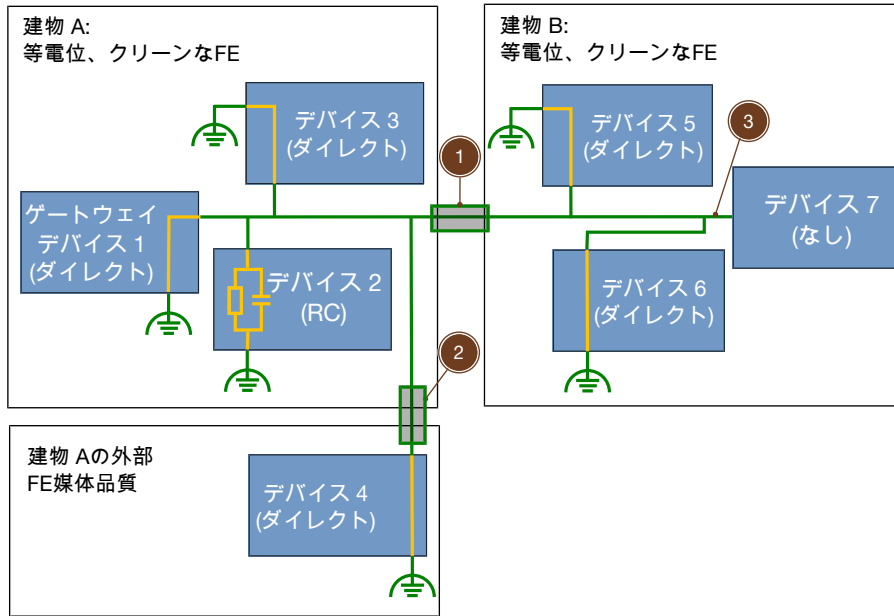 建物 A:
等電位、クリーンなFE
デバイス 3
(ダイレクト)
ゲートウェイ
デバイス 1
(ダイレクト)
デバイス 2
(RC)
1
2
建物 B:
等電位、クリーンなFE
デバイス 5
(ダイレクト)
3
デバイス 7
(なし)
デバイス 6
(ダイレクト)
建物 Aの外部
FE媒体品質
デバイス 4
(ダイレクト)